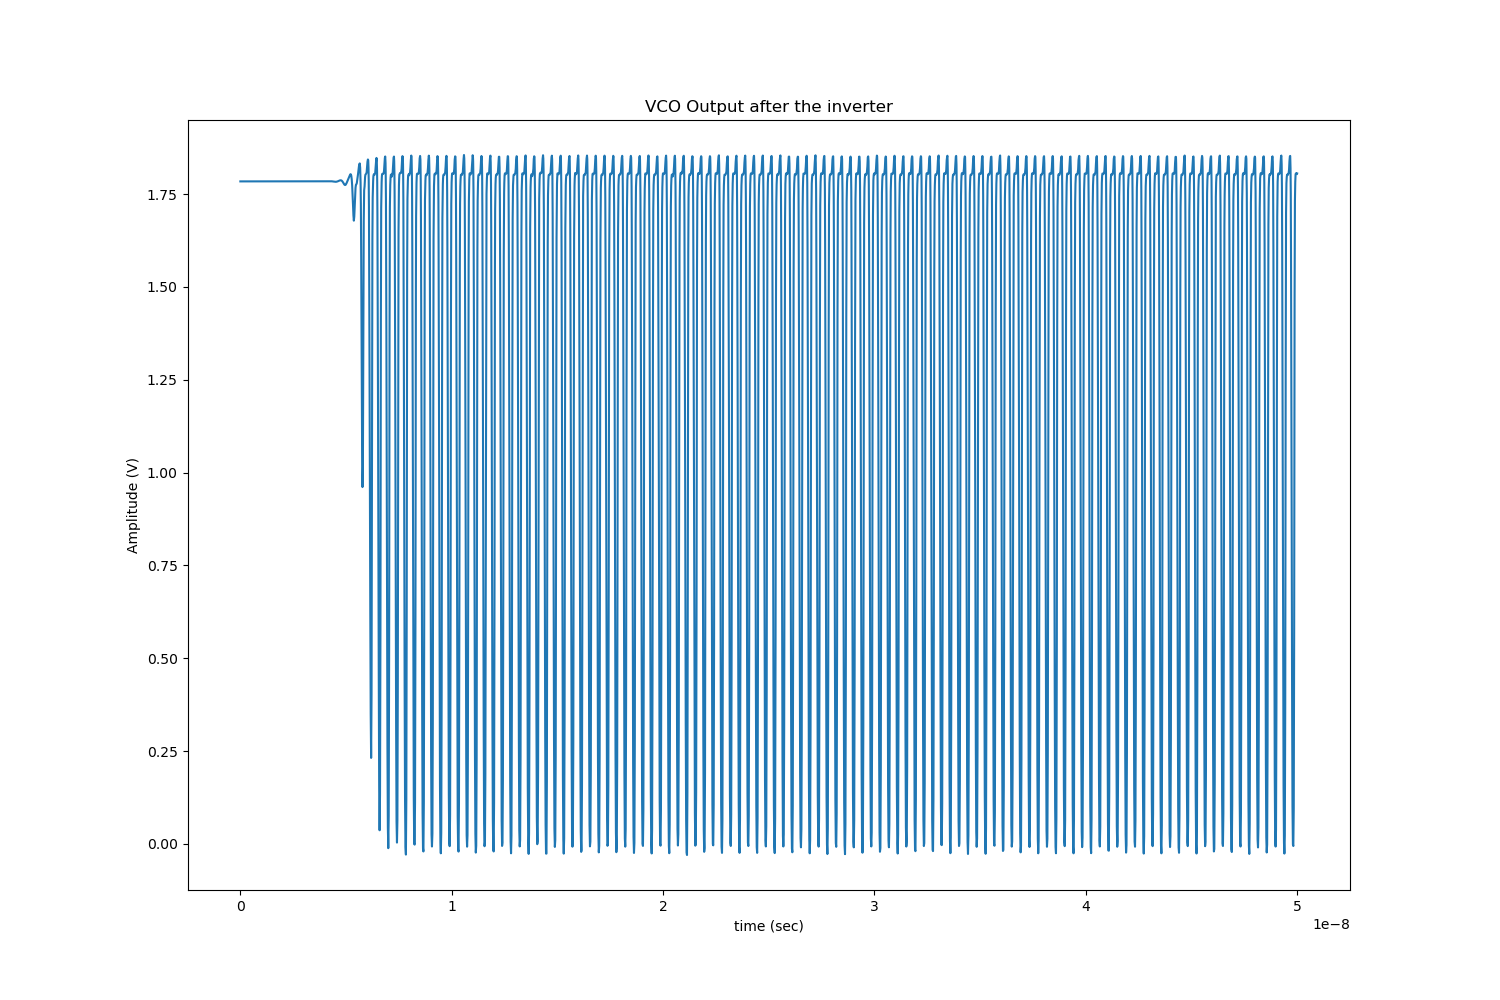 VCO Output after the inverter
1.75
1.50
1.25
1.00
0.75
0.50
0.25
0.00
Amplitude (V)
0 1 2 3 4 5
1e−8
time (sec)